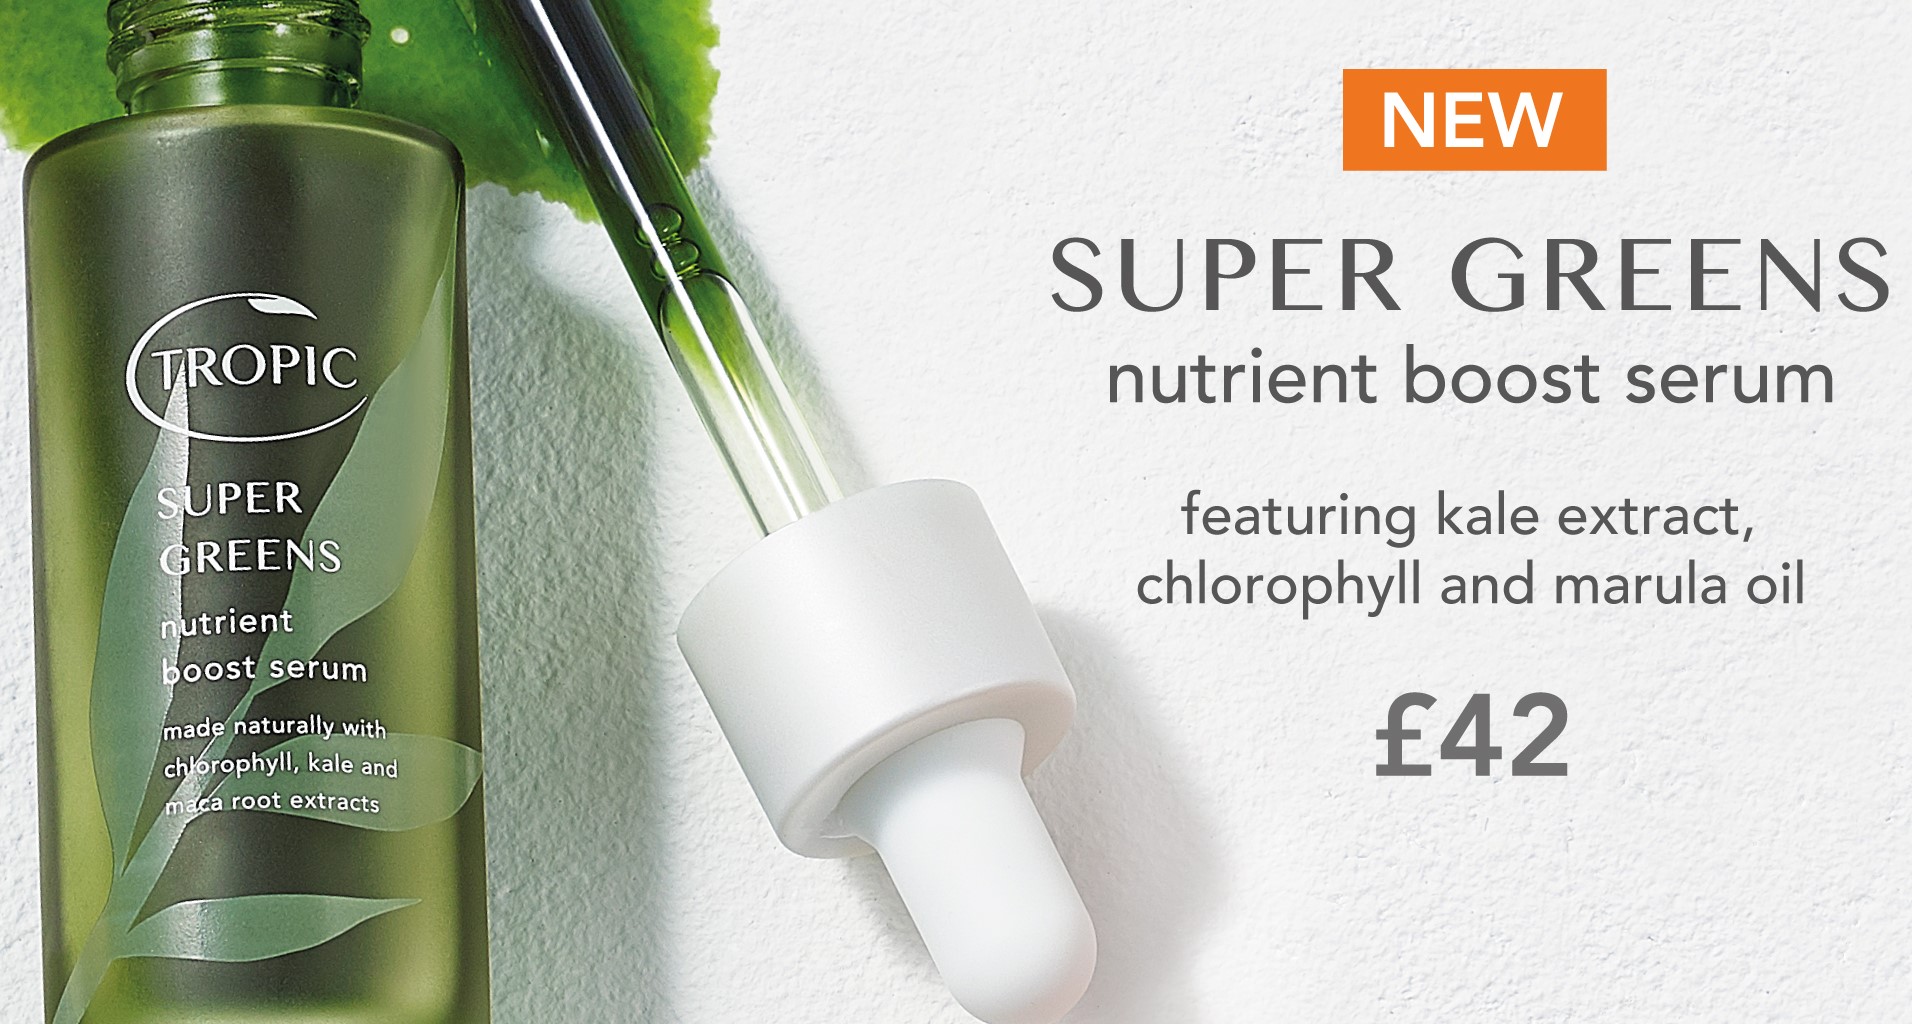 TROPIC
SUPER
GREENS
nutrient
boost serum
made naturally with
chlorophyll, kale and
maca root extracts
NEW
SUPER GREENS
nutrient boost serum
featuring kale extract,
chlorophyll and marula oil
£42